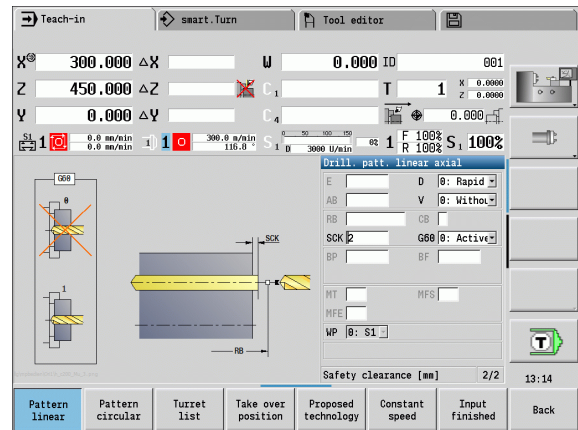 Teach-in
smart.Turn
Tool editor
X 300.000 △X W 0.000 ID 001
Z 450.000 △Z C 1 T 1 X 0.0000
Z 0.0000
Y 0.000 △Y C 4 0.000
S1 1 0.0 mm/min
0.0 mm/min 1 300.0 m/min
116.8 ° S 1 0 50 100 150
D 3000 U/min 0% 1 F 100%
R 100% S 1 100%
Drill. patt. linear axial
E D 0: Rapid
AB V 0: Withou
RB CB
SCK 2 G60 0: Active
BP BF
MT MFS
MFE
WP 0: S1
Safety clearance [mm] 2/2
G60
0
1
SCK
RB
T
13:14
Pattern linear
Pattern circular
Turret list
Take over position
Proposed technology
Constant speed
Input finished
Back